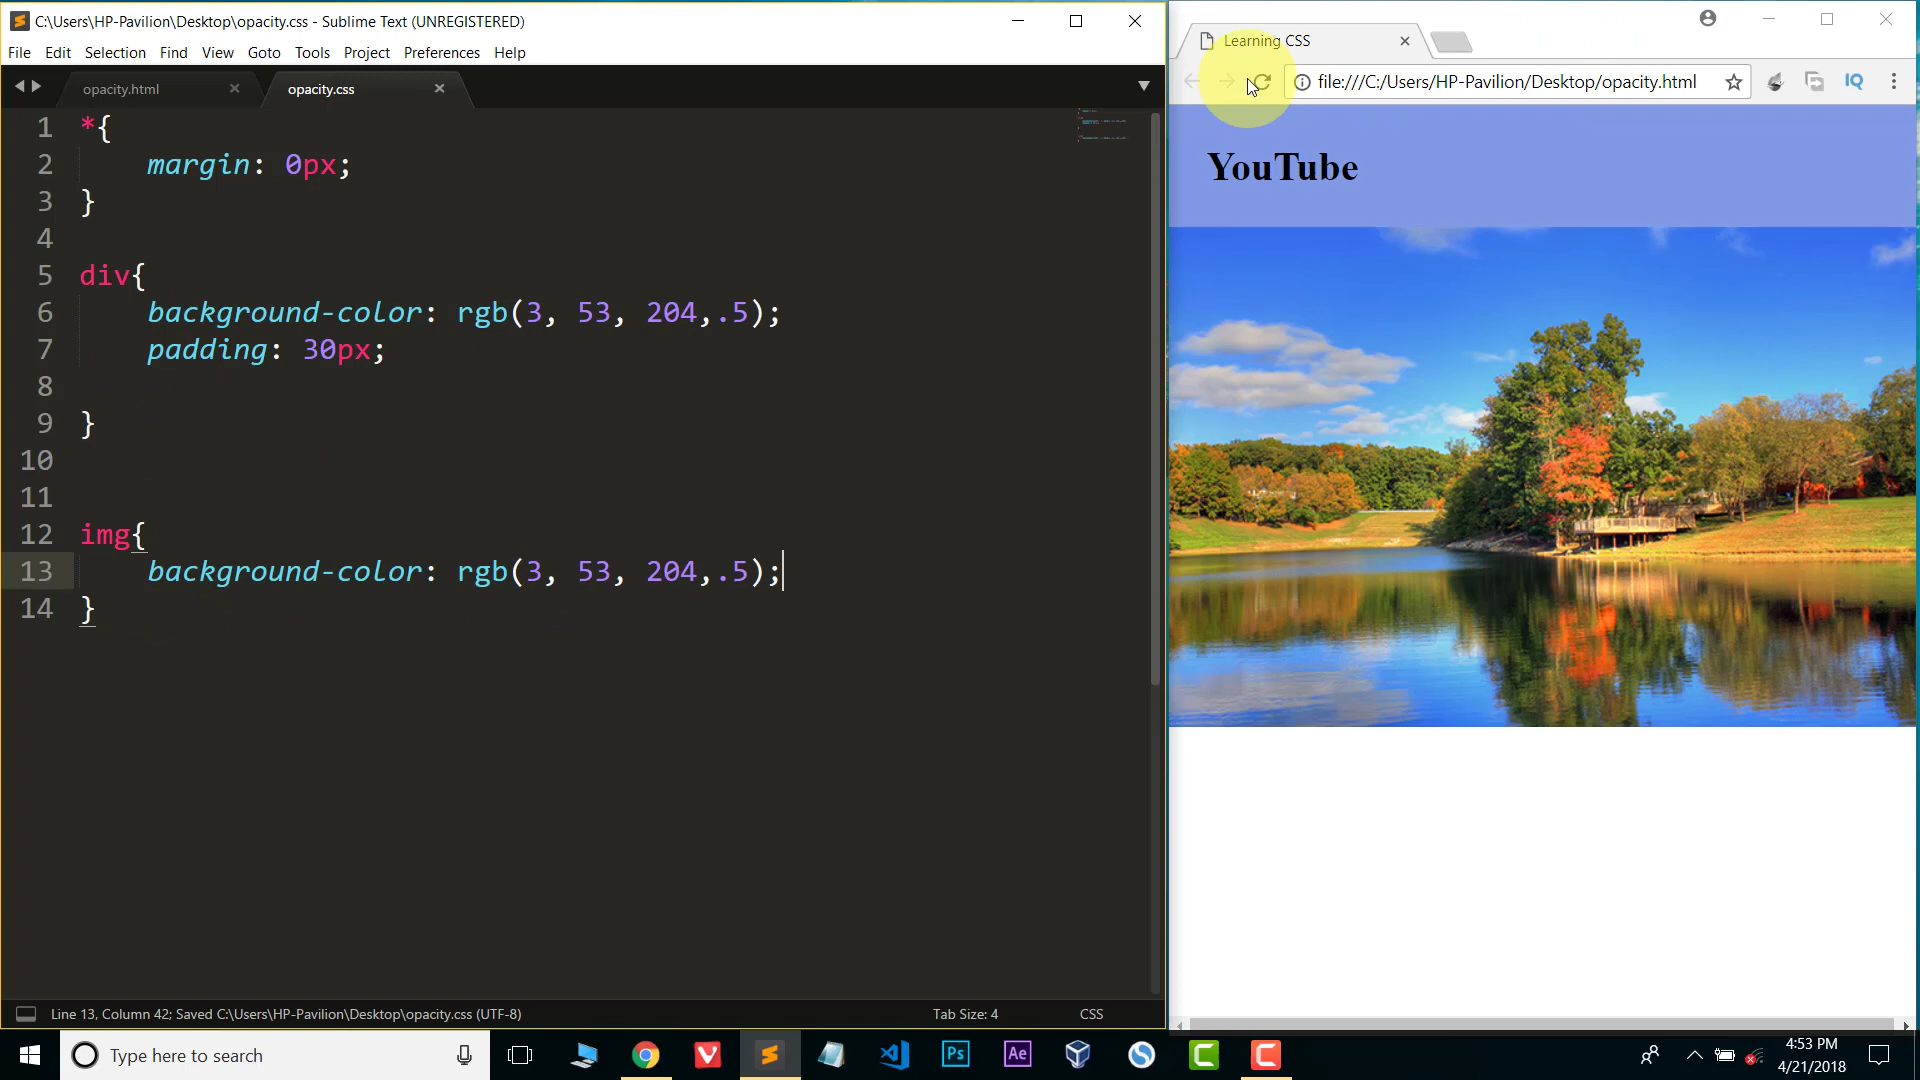 C:\Users\HP-Pavilion\Desktop\opacity.css - Sublime Text (UNREGISTERED)
File Edit Selection Find View Goto Tools Project Preferences Help
opacity.html
opacity.css
1 *{
2 margin: 0px;
3 }
4
5 div{
6 background-color: rgb(3, 53, 204,.5);
7 padding: 30px;
8
9 }
10
11
12 img{
13 background-color: rgb(3, 53, 204,.5);
14 }
Line 13, Column 42; Saved C:\Users\HP-Pavilion\Desktop\opacity.css (UTF-8)
Tab Size: 4
CSS
Learning CSS
file:///C:/Users/HP-Pavilion/Desktop/opacity.html
IQ
YouTube
Type here to search
Ps
Ae
4:53 PM
4/21/2018